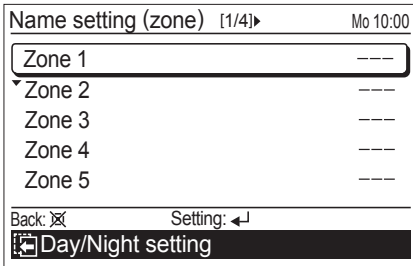 Name setting (zone) [1/4]▸ Mo 10:00
Zone 1 ---
Zone 2 ---
Zone 3 ---
Zone 4 ---
Zone 5 ---
Back: Setting: ↵
Day/Night setting